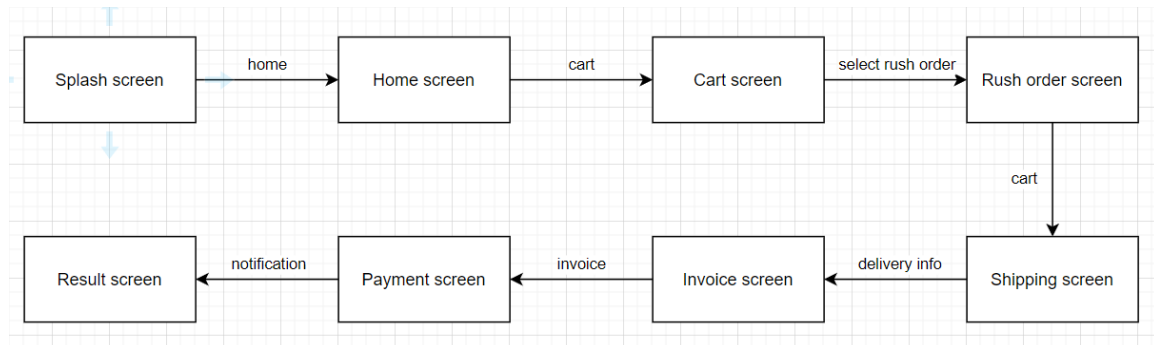 Splash screen
home
Home screen
cart
Cart screen
select rush order
Rush order screen
cart
Shipping screen
delivery info
Invoice screen
invoice
Payment screen
notification
Result screen